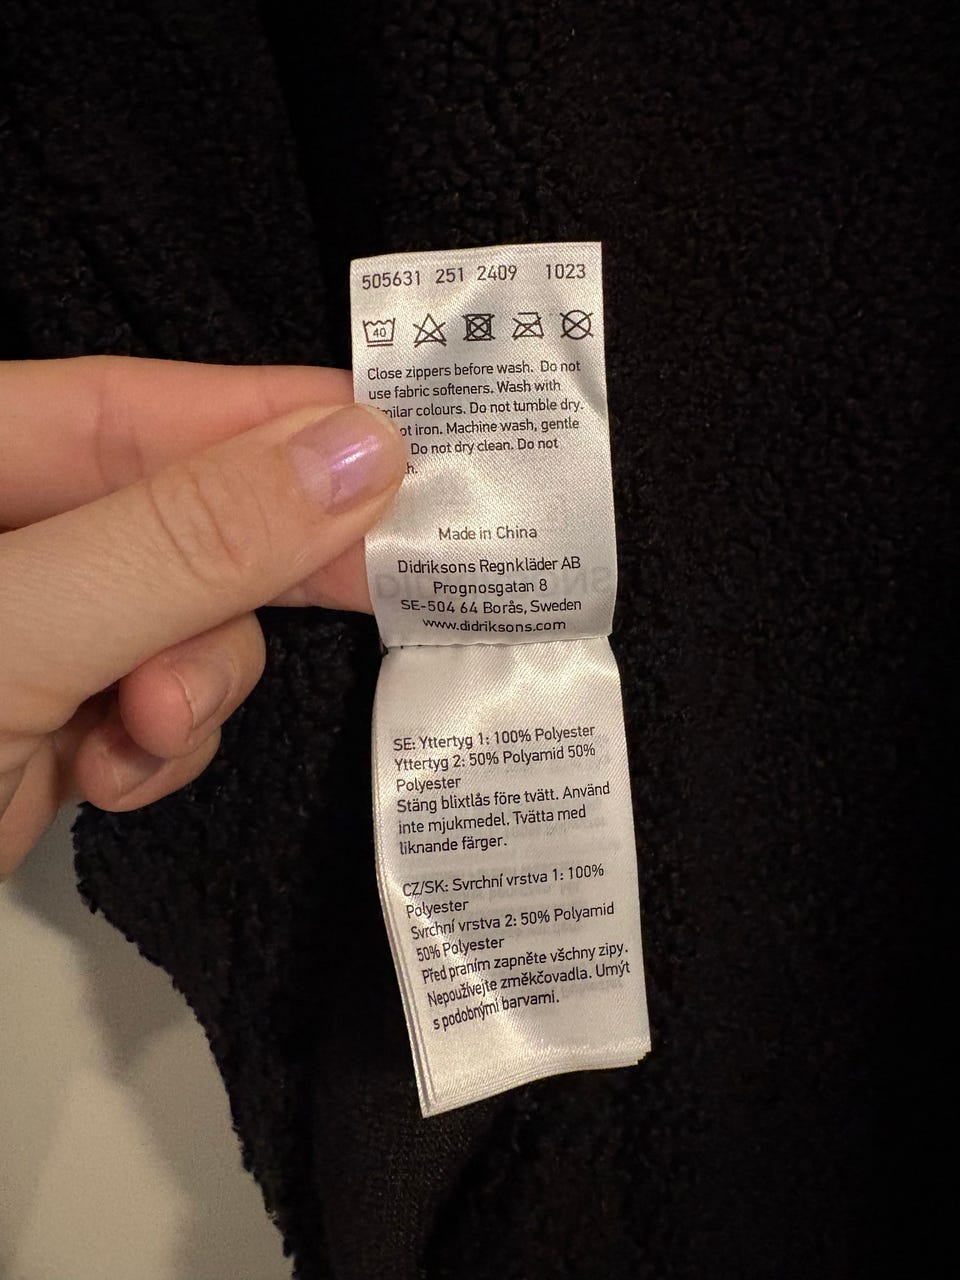 505631 251 2409 1023
40
Close zippers before wash. Do not
use fabric softeners. Wash with
colours. Do not tumble dry.
iron. Machine wash, gentle
Do not dry clean. Do not
Made in China
Didriksons Regnkläder AB
Prognosgatan 8
SE-504 64 Borås, Sweden
www.didriksons.com
SE: Yttertyg 1: 100% Polyester
Yttertyg 2: 50% Polyamid 50%
Polyester
Stäng blixtlås före tvätt. Använd
inte mjukmedel. Tvätta med
liknande färger.
CZ/SK: Svrchní vrstva 1: 100%
Polyester
Svrchní vrstva 2: 50% Polyamid
50% Polyester
Před praním zapněte všchny zipy.
Nepoužívejte změkčovadla. Umýt
s podobnými barvami.